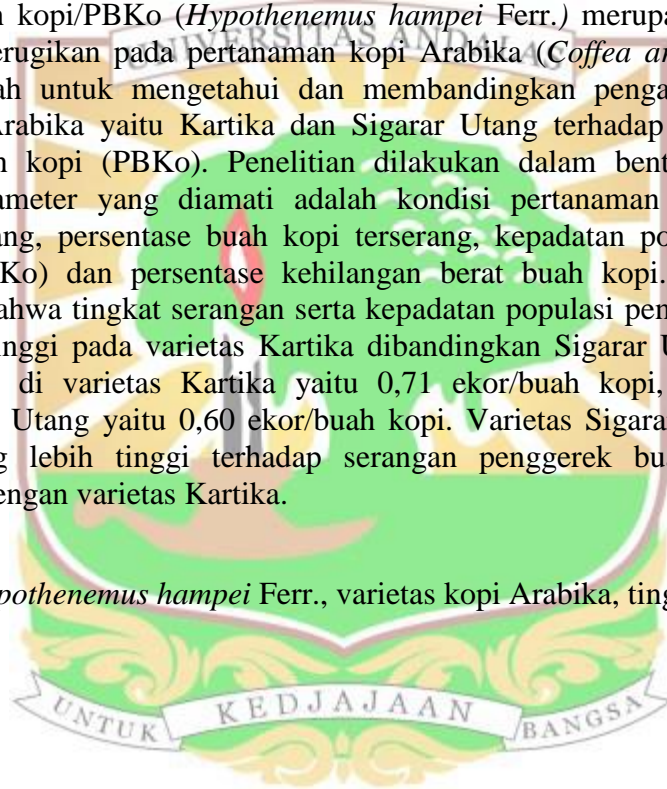 kopi/PBKo (Hypothenemus hampei Ferr.) merupa
erugikan pada pertanaman kopi Arabika (Coffea ar
ah untuk mengetahui dan membandingkan penga
Arabika yaitu Kartika dan Sigarar Utang terhadap
kopi (PBKo). Penelitian dilakukan dalam bent
ameter yang diamati adalah kondisi pertanaman
ang, persentase buah kopi terserang, kepadatan po
Ko) dan persentase kehilangan berat buah kopi.
bahwa tingkat serangan serta kepadatan populasi pen
inggi pada varietas Kartika dibandingkan Sigarar U
di varietas Kartika yaitu 0,71 ekor/buah kopi,
Utang yaitu 0,60 ekor/buah kopi. Varietas Sigara
g lebih tinggi terhadap serangan penggerek bu
engan varietas Kartika.
pothenemus hampei Ferr., varietas kopi Arabika, ting
UNIVERSITAS ANDALAS
UNTUK KEDJAJAAN BANGSA